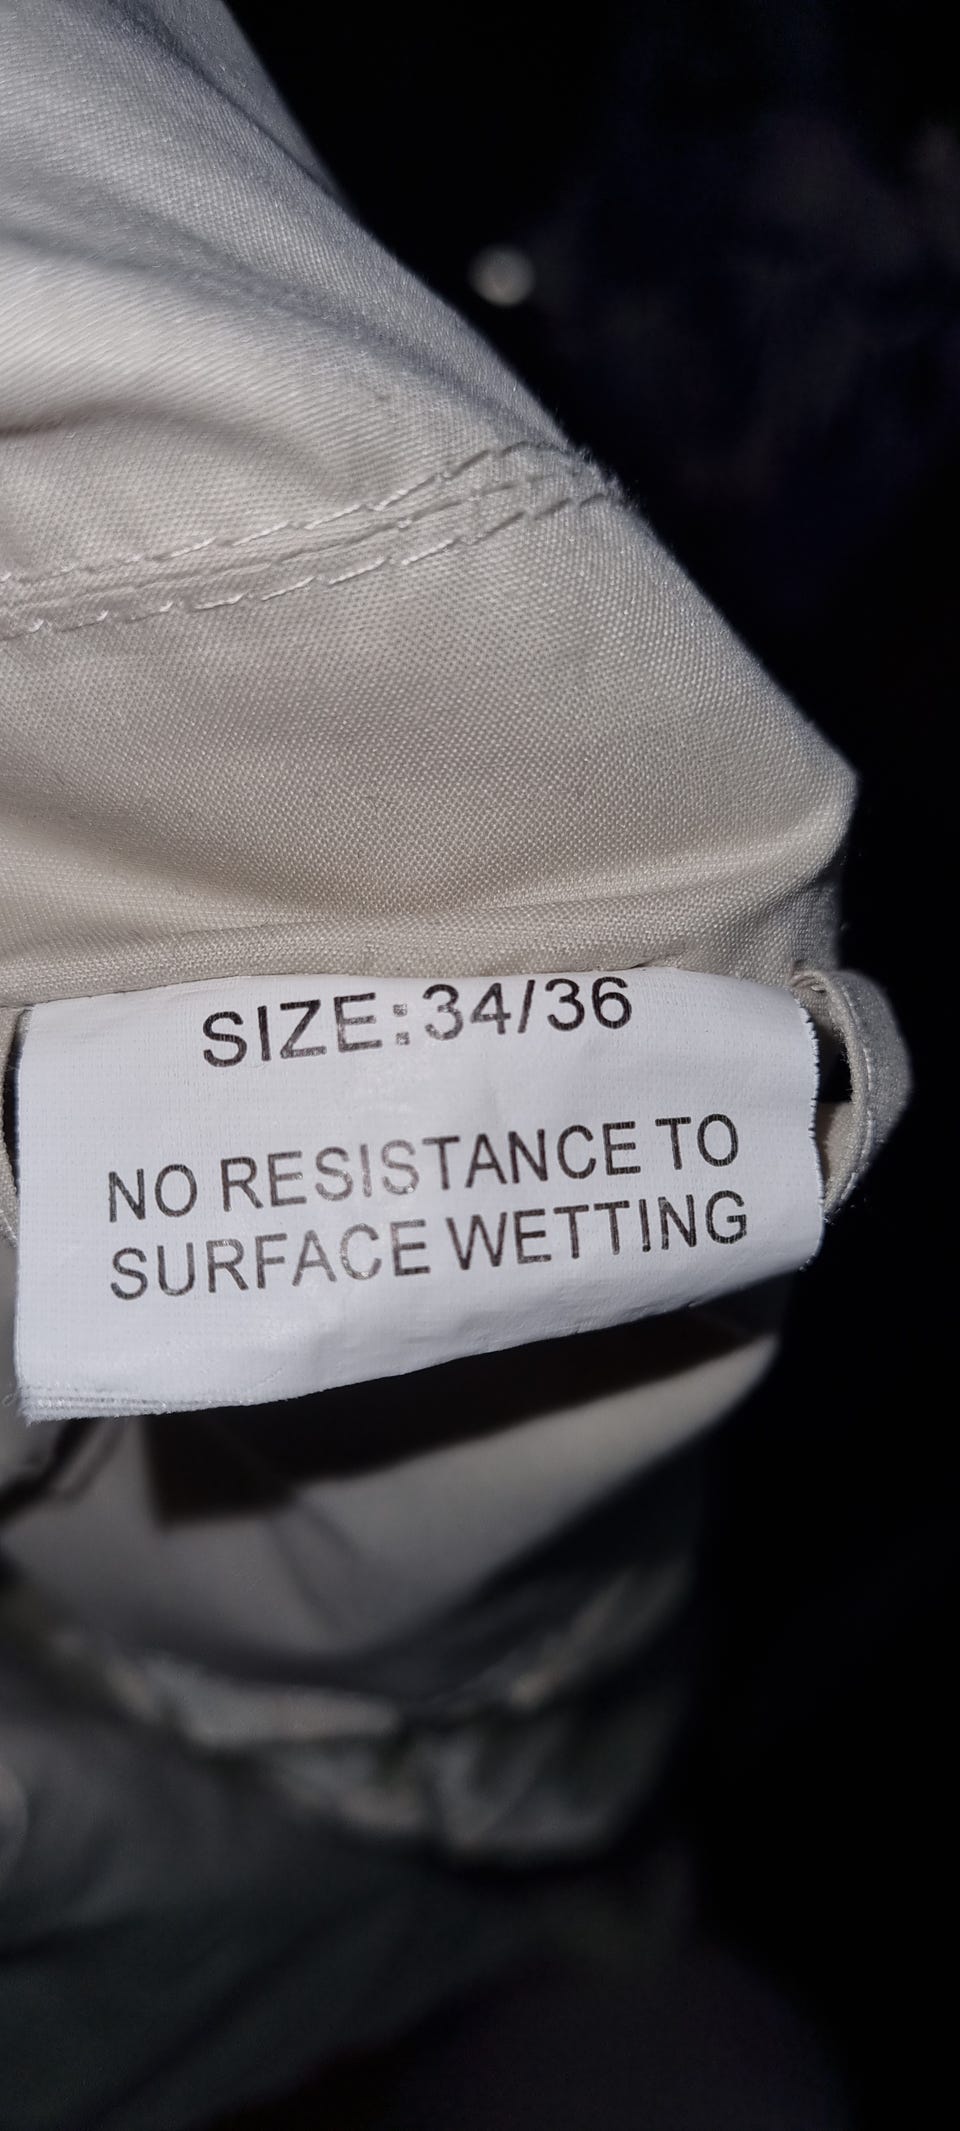 SIZE:34/36
NO RESISTANCE TO
SURFACE WETTING